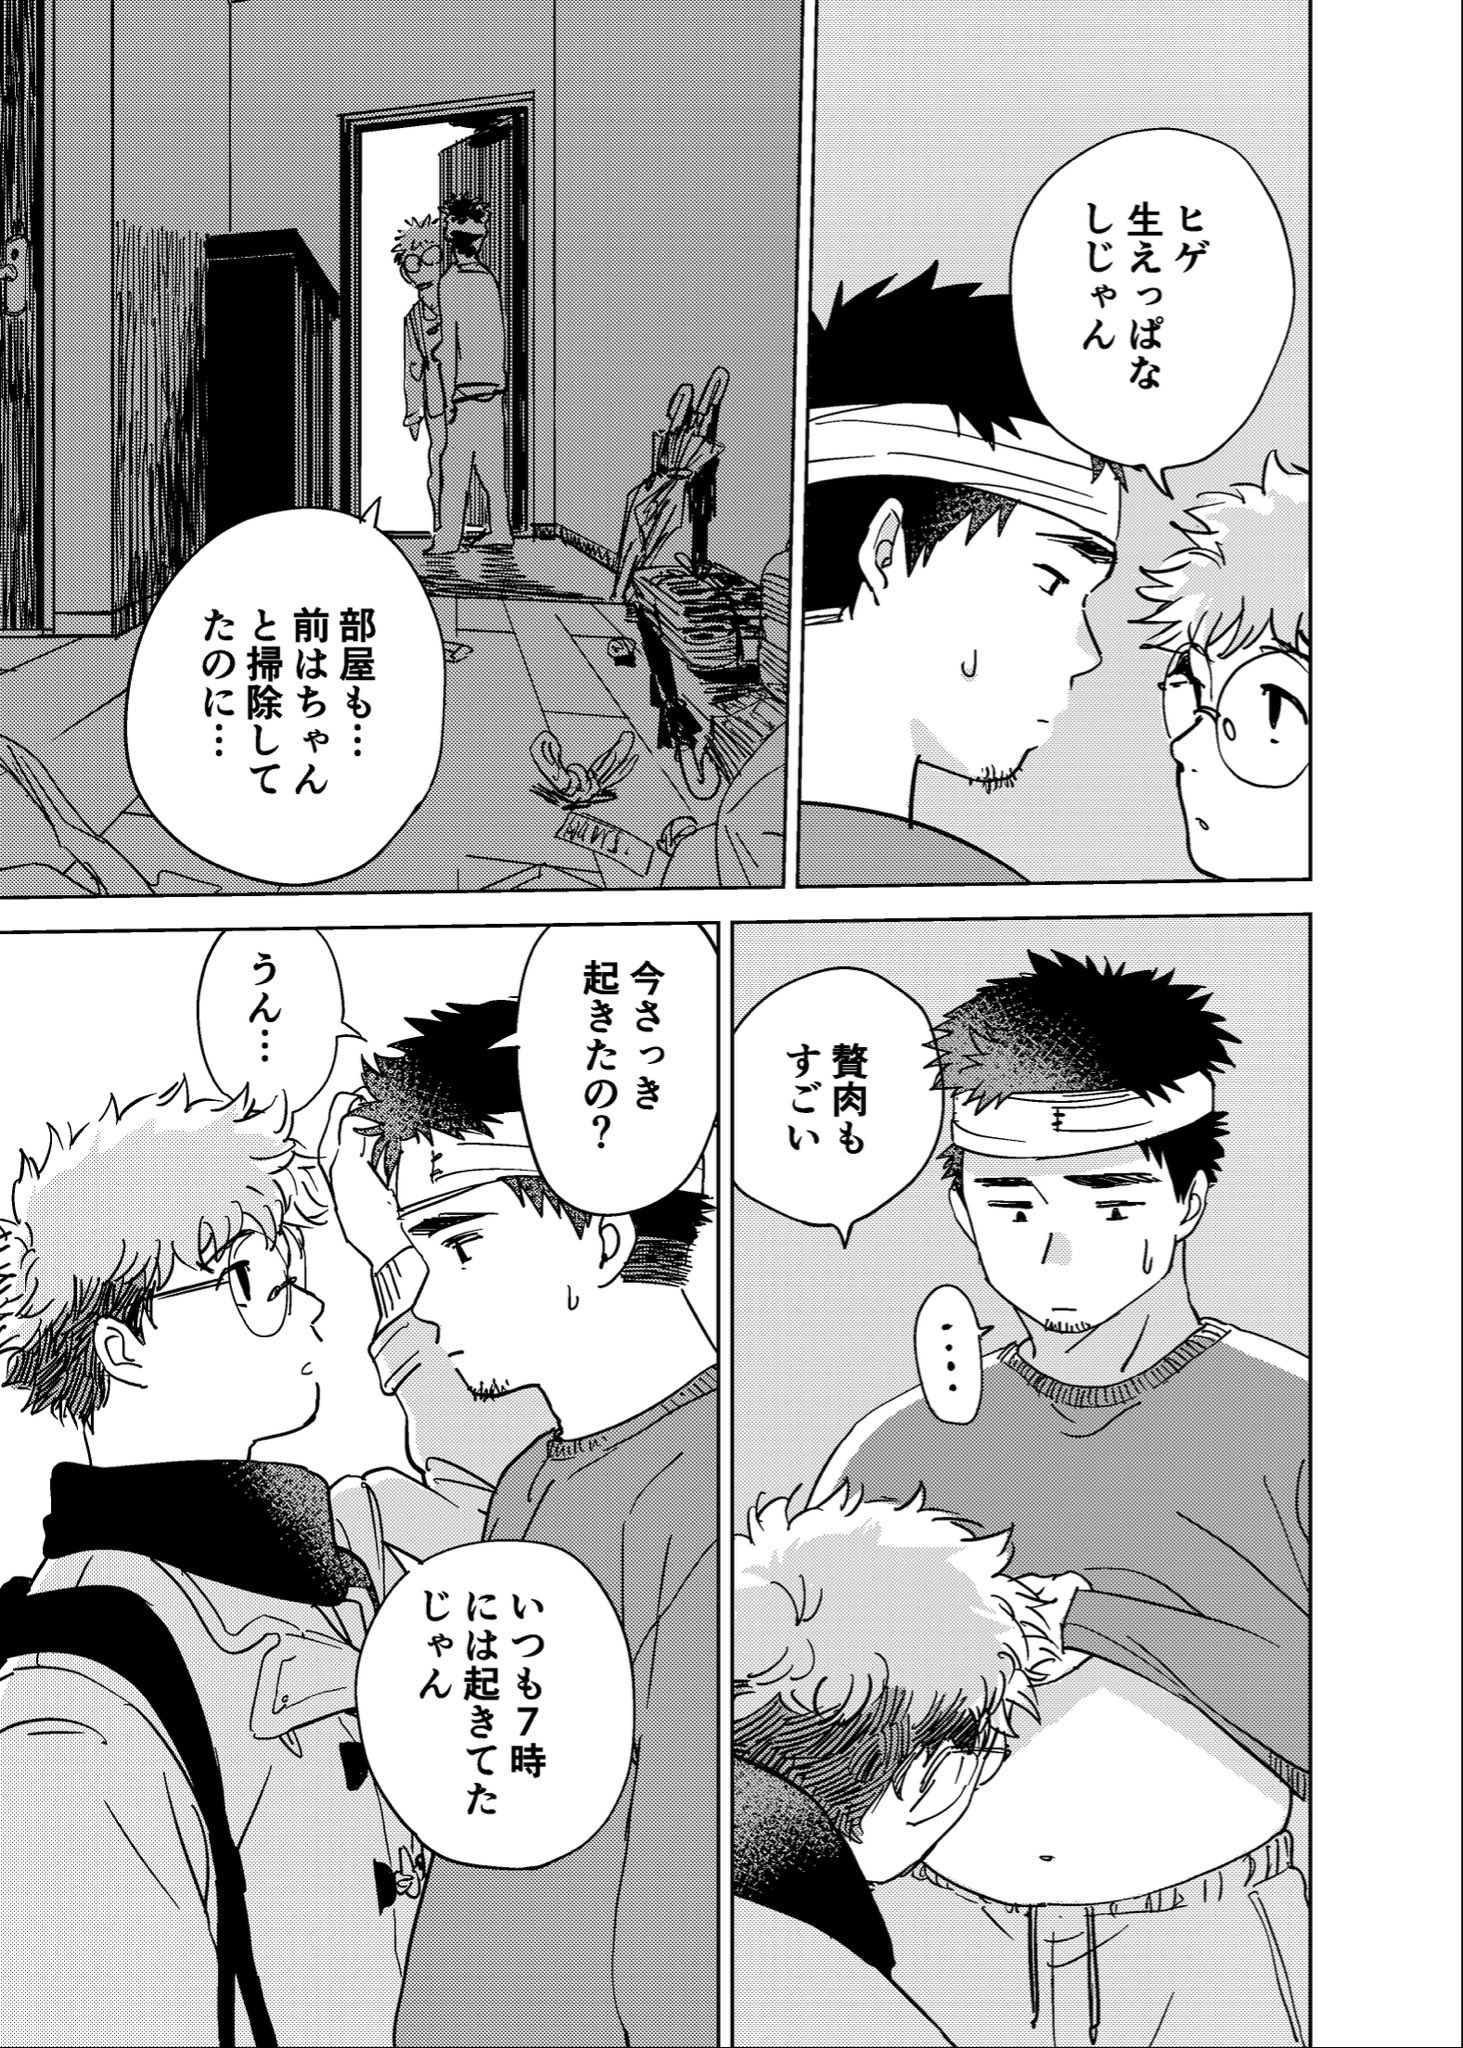 ヒゲ
生えっぱな
しじゃん
部屋も…
前はちゃん
と掃除して
たのに…
贅肉も
すごい
・・・・
今さっき
起きたの？
うん…
いつも7時
には起きてた
じゃん